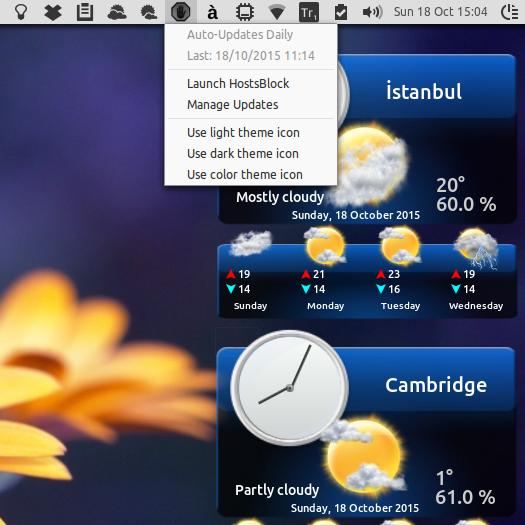 à
Tr1
Sun 18 Oct 15:04
Auto-Updates Daily
Last: 18/10/2015 11:14
Launch HostsBlock
Manage Updates
Use light theme icon
Use dark theme icon
Use color theme icon
İstanbul
20°
Mostly cloudy
60.0 %
Sunday, 18 October 2015
19 21 23 19
14 14 16 14
Sunday Monday Tuesday Wednesday
Cambridge
1°
Partly cloudy
61.0 %
Sunday, 18 October 2015